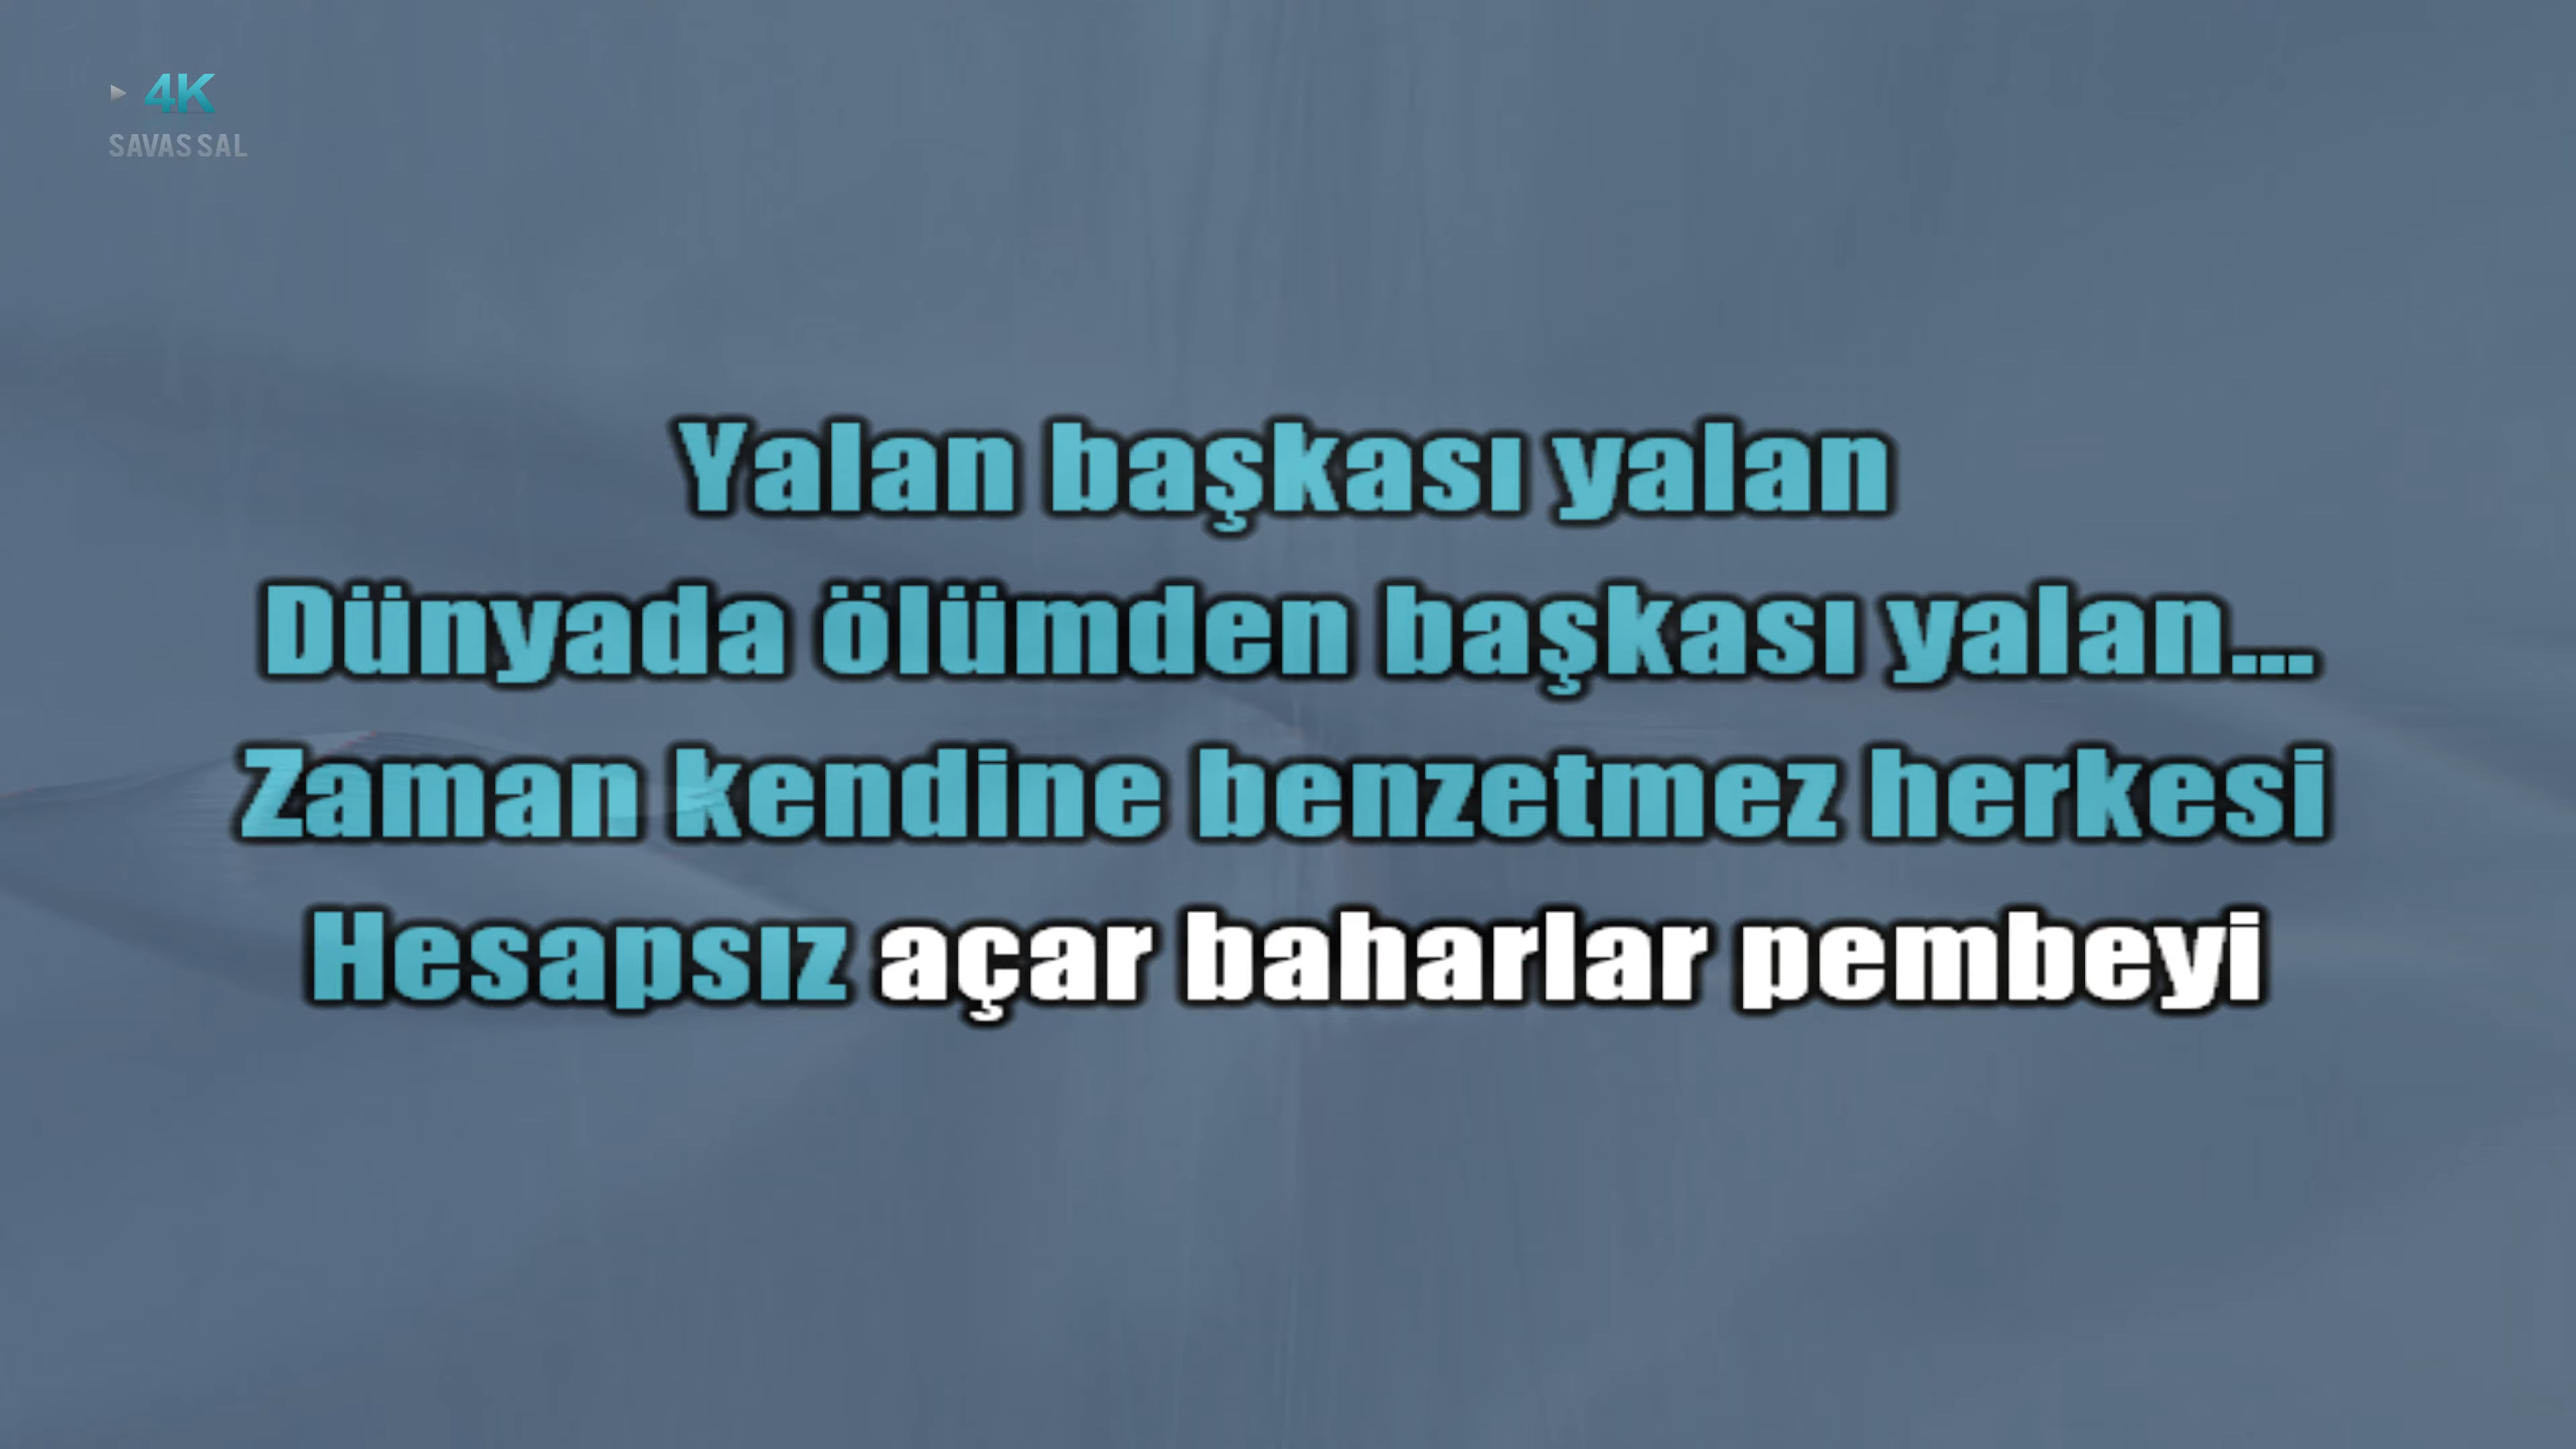 4K
SAVAS SAL
Yalan başkası yalan
Dünyada ölümden başkası yalan...
Zaman kendine benzetmez herkesi
Hesapsız açar baharlar pembeyi